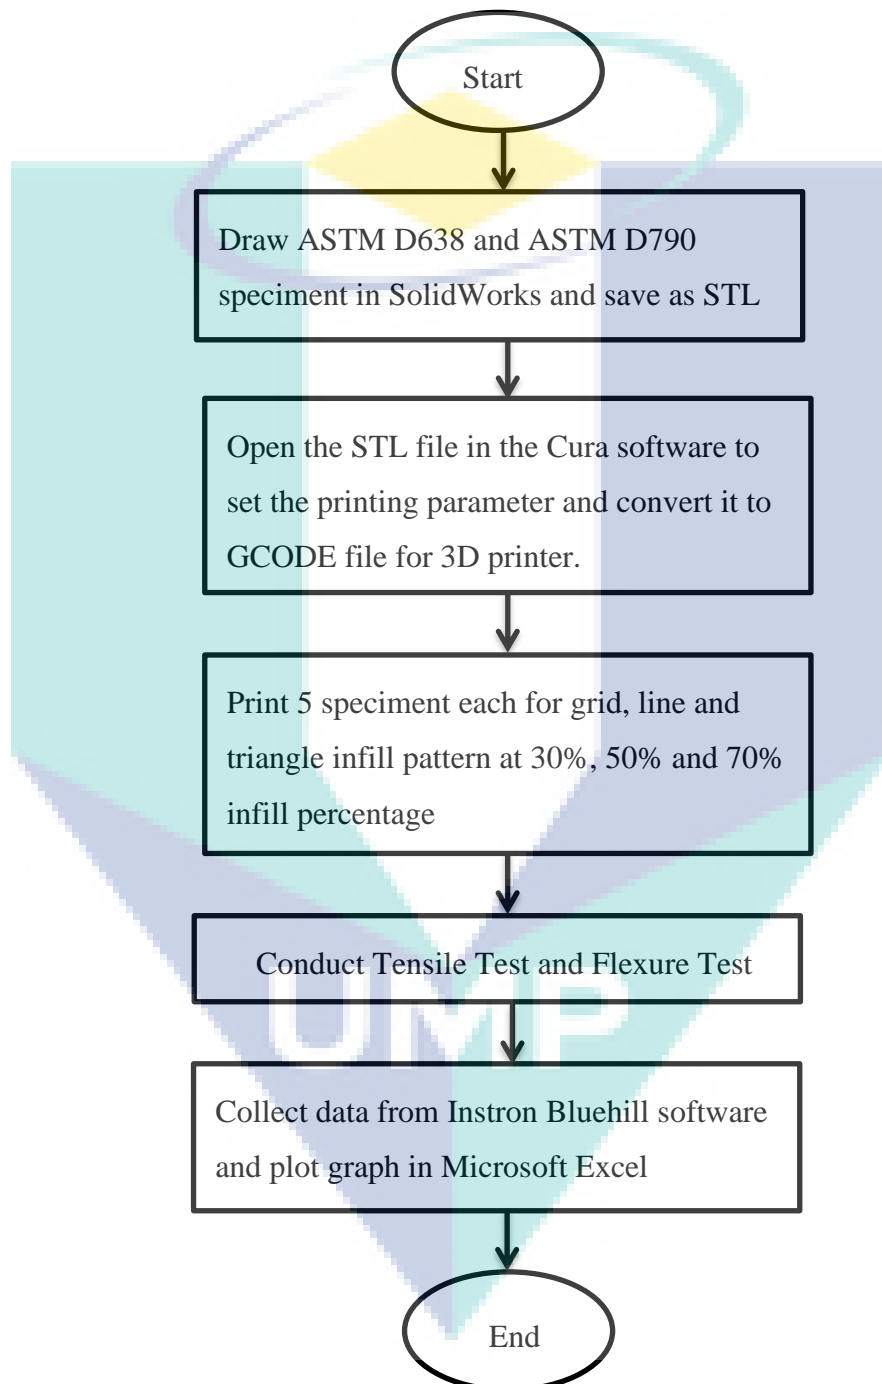 Start
Draw ASTM D638 and ASTM D790
speciment in SolidWorks and save as STL
Open the STL file in the Cura software to
set the printing parameter and convert it to
GCODE file for 3D printer.
Print 5 speciment each for grid, line and
triangle infill pattern at 30%, 50% and 70%
infill percentage
Conduct Tensile Test and Flexure Test
UMP
Collect data from Instron Bluehill software
and plot graph in Microsoft Excel
End